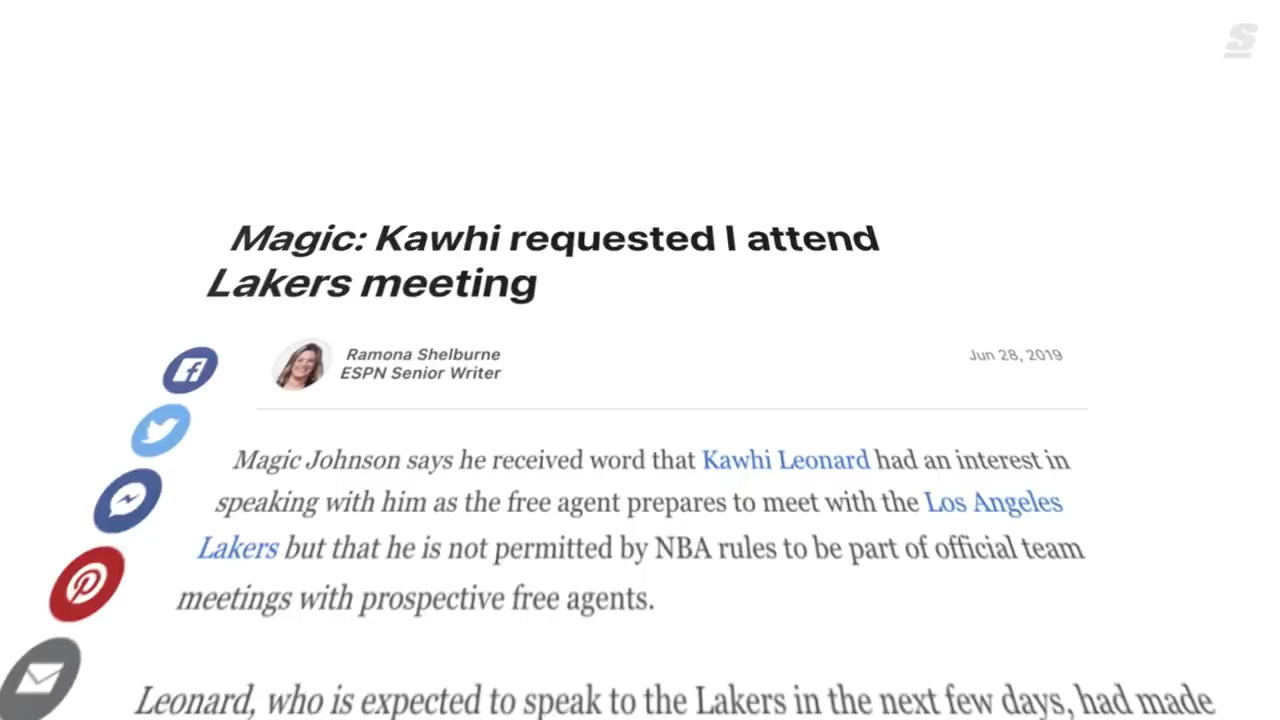 S
Magic: Kawhi requested I attend
Lakers meeting
Ramona Shelburne
ESPN Senior Writer
Jun 28, 2019
Magic Johnson says he received word that Kawhi Leonard had an interest in
speaking with him as the free agent prepares to meet with the Los Angeles
Lakers but that he is not permitted by NBA rules to be part of official team
meetings with prospective free agents.
Leonard, who is expected to speak to the Lakers in the next few days, had made